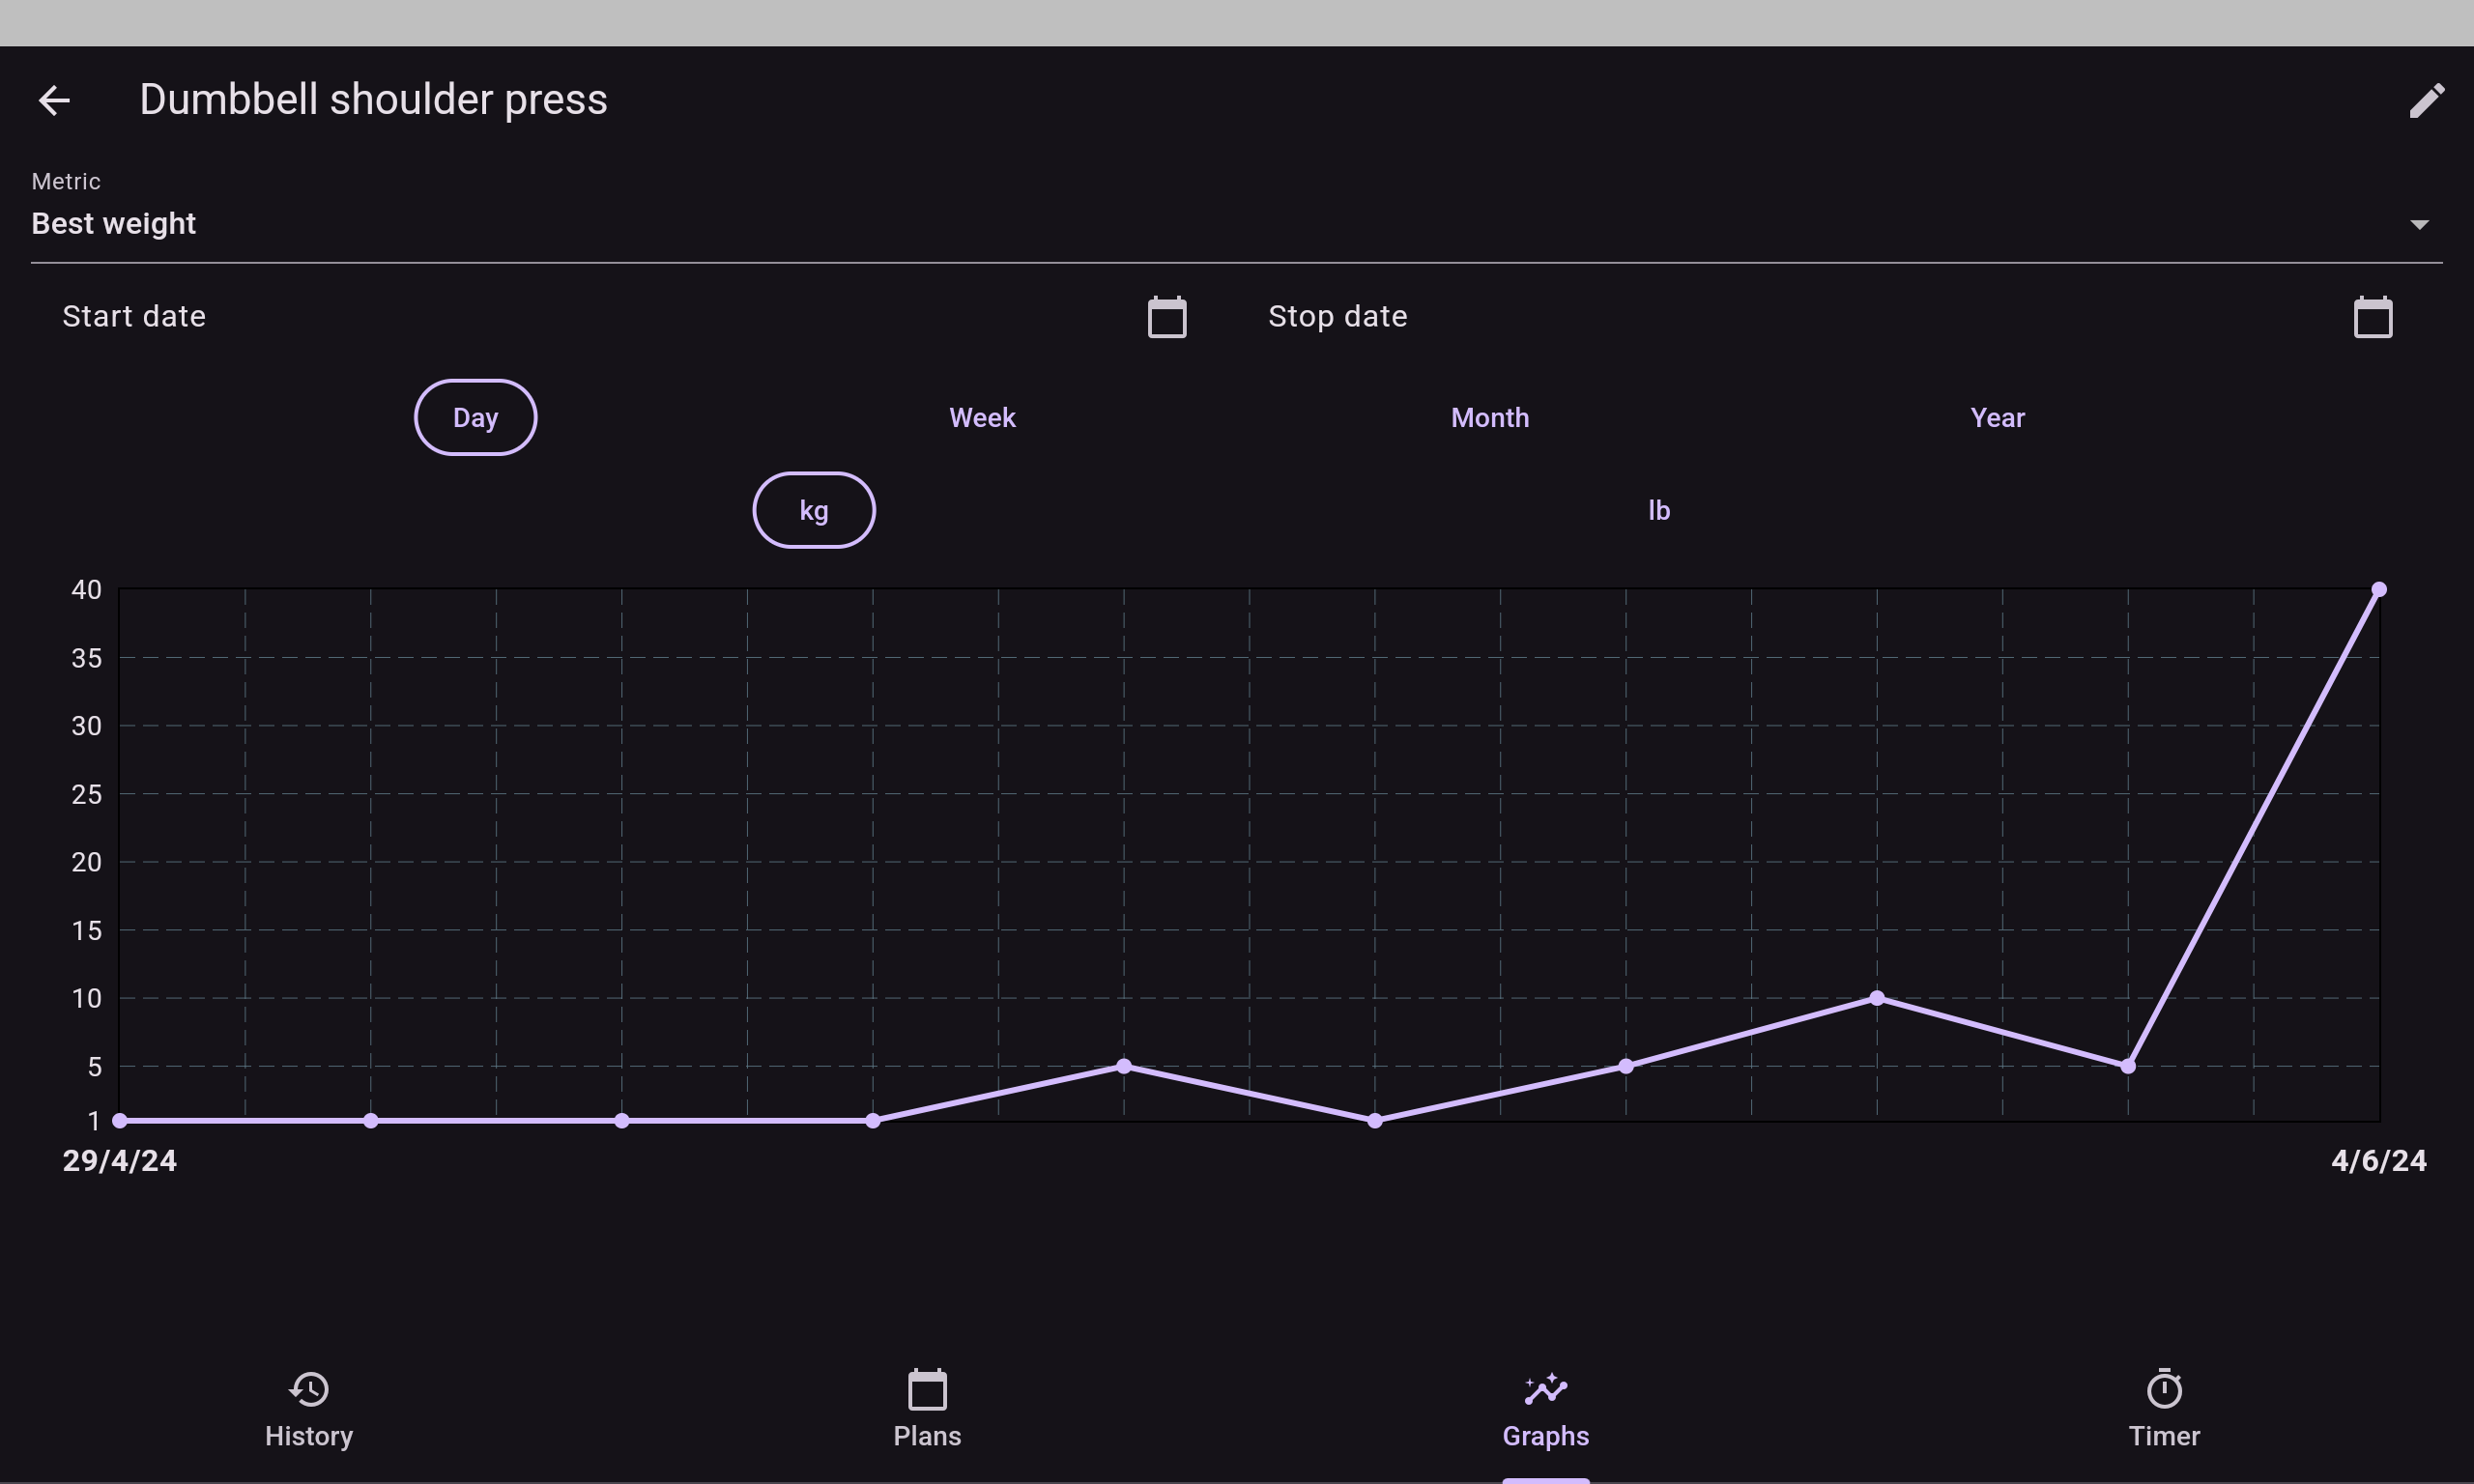 Dumbbell shoulder press
Metric
Best weight
Start date
Stop date
Day
Week
Month
Year
kg
lb
40
35
30
25
20
15
10
5
1
29/4/24
4/6/24
History
Plans
Graphs
Timer